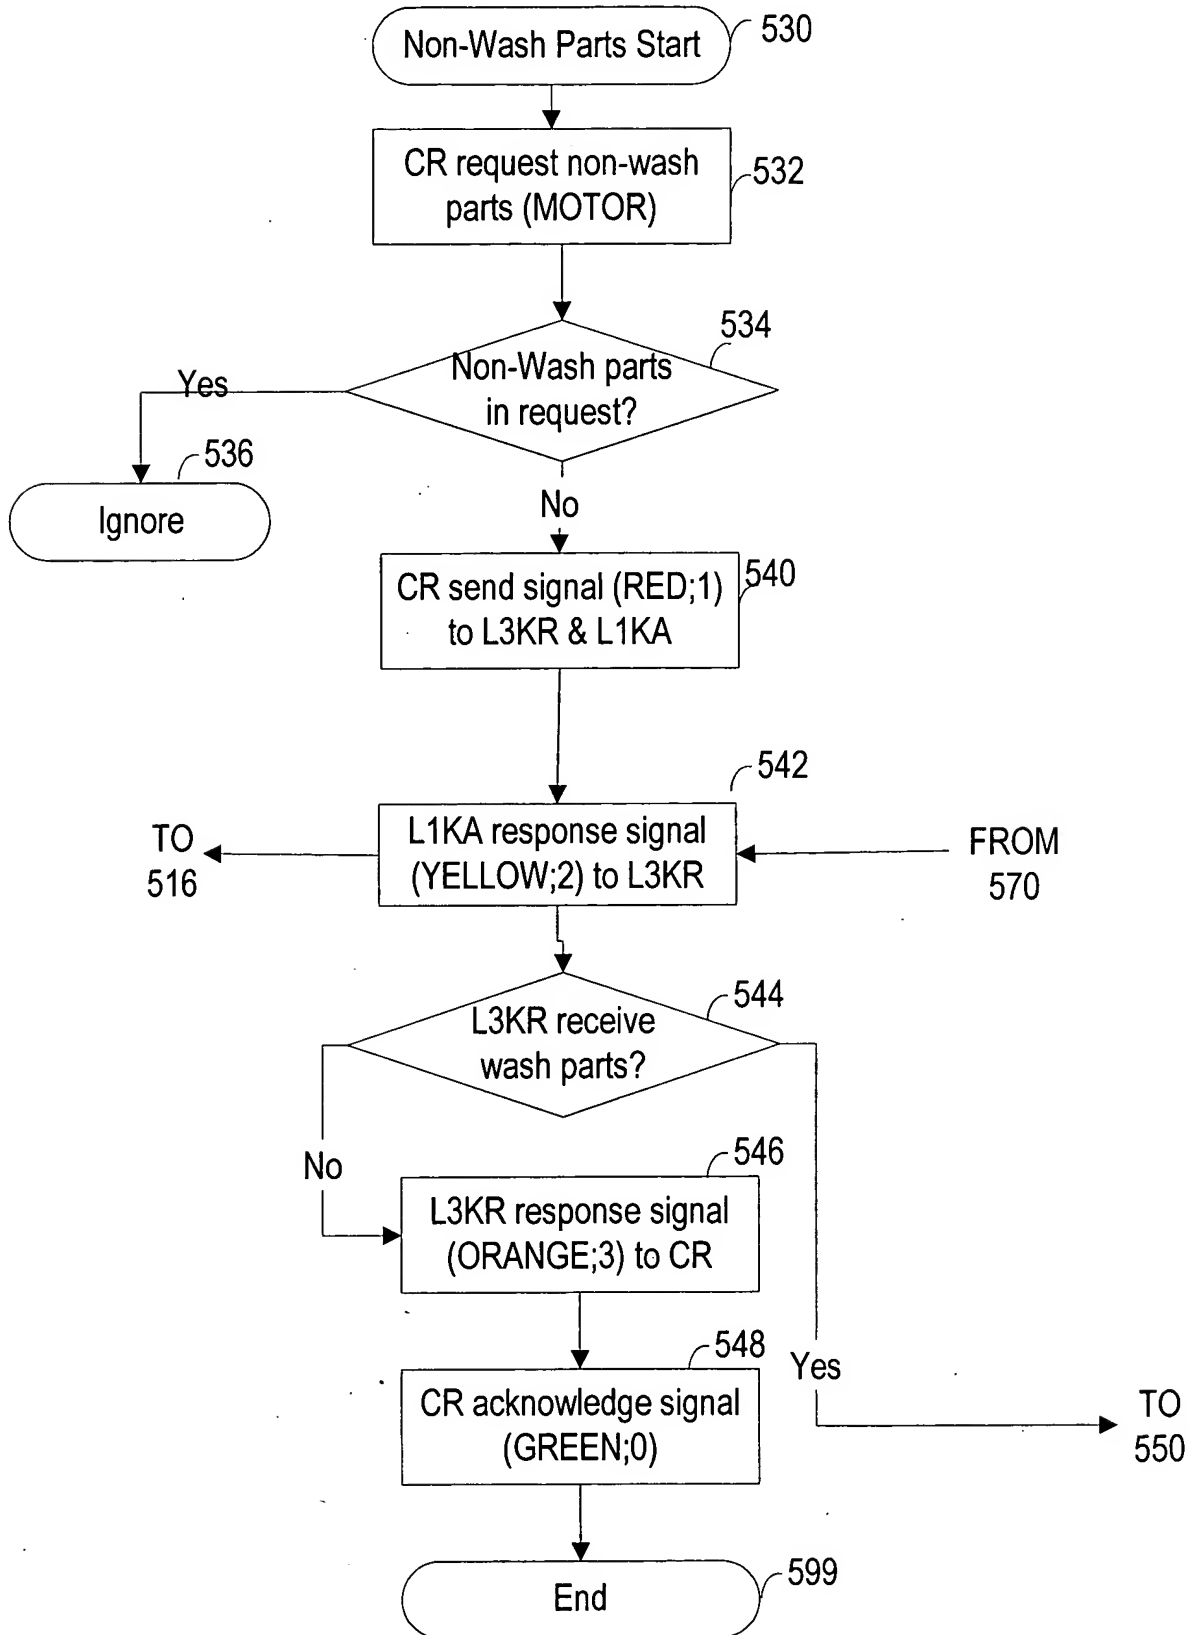 Non-Wash Parts Start
530
CR request non-wash
parts (MOTOR)
532
534
Non-Wash parts
in request?
Yes
536
Ignore
No
CR send signal (RED;1)
to L3KR & L1KA
540
542
L1KA response signal
(YELLOW;2) to L3KR
TO
516
FROM
570
544
L3KR receive
wash parts?
No
546
L3KR response signal
(ORANGE;3) to CR
548
Yes
CR acknowledge signal
(GREEN;0)
TO
550
End
599